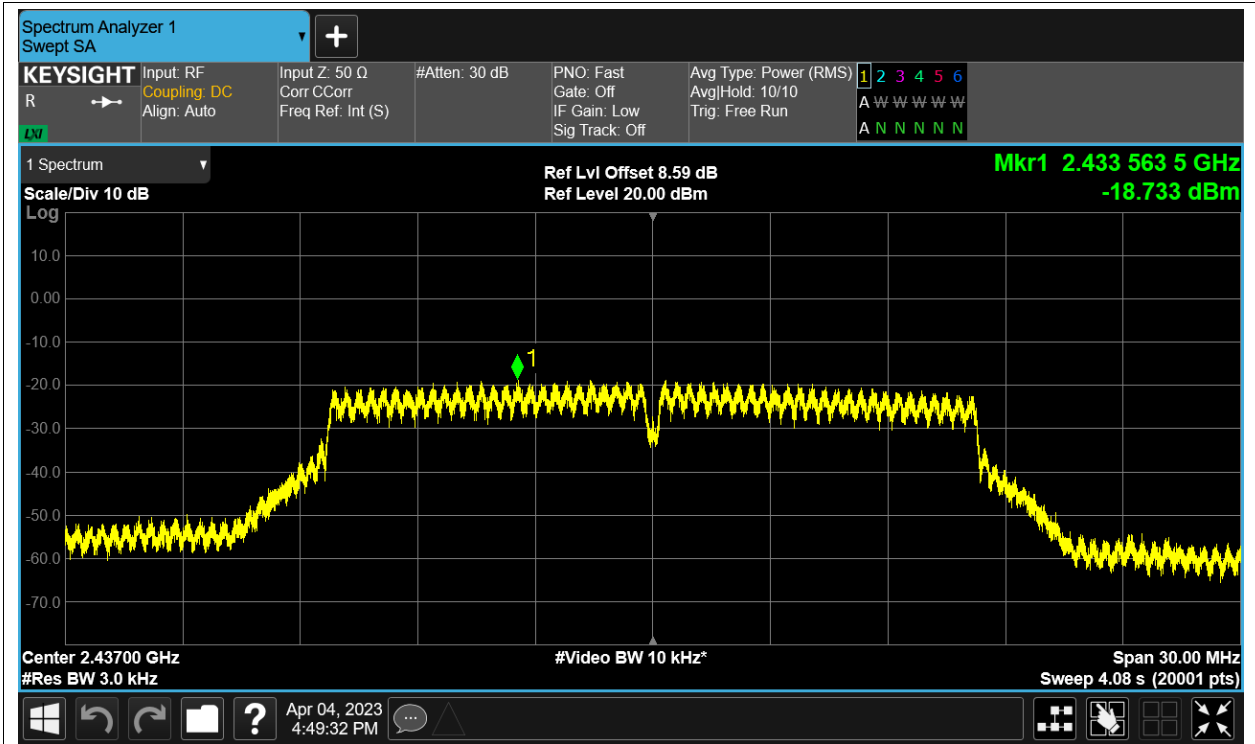 Spectrum Analyzer 1
Swept SA
+
KEYSIGHT
R
LXI
Input: RF
Coupling: DC
Align: Auto
Input Z: 50 Ω
Corr CCorr
Freq Ref: Int (S)
#Atten: 30 dB
PNO: Fast
Gate: Off
IF Gain: Low
Sig Track: Off
Avg Type: Power (RMS)
Avg|Hold: 10/10
Trig: Free Run
1 2 3 4 5 6
A W W W W W
A N N N N N
1 Spectrum
Scale/Div 10 dB
Log
Ref Lvl Offset 8.59 dB
Ref Level 20.00 dBm
Mkr1 2.433 563 5 GHz
-18.733 dBm
10.0
0.00
-10.0
1
-20.0
-30.0
-40.0
-50.0
-60.0
-70.0
Center 2.43700 GHz
#Video BW 10 kHz*
Span 30.00 MHz
#Res BW 3.0 kHz
Sweep 4.08 s (20001 pts)
?
Apr 04, 2023
4:49:32 PM